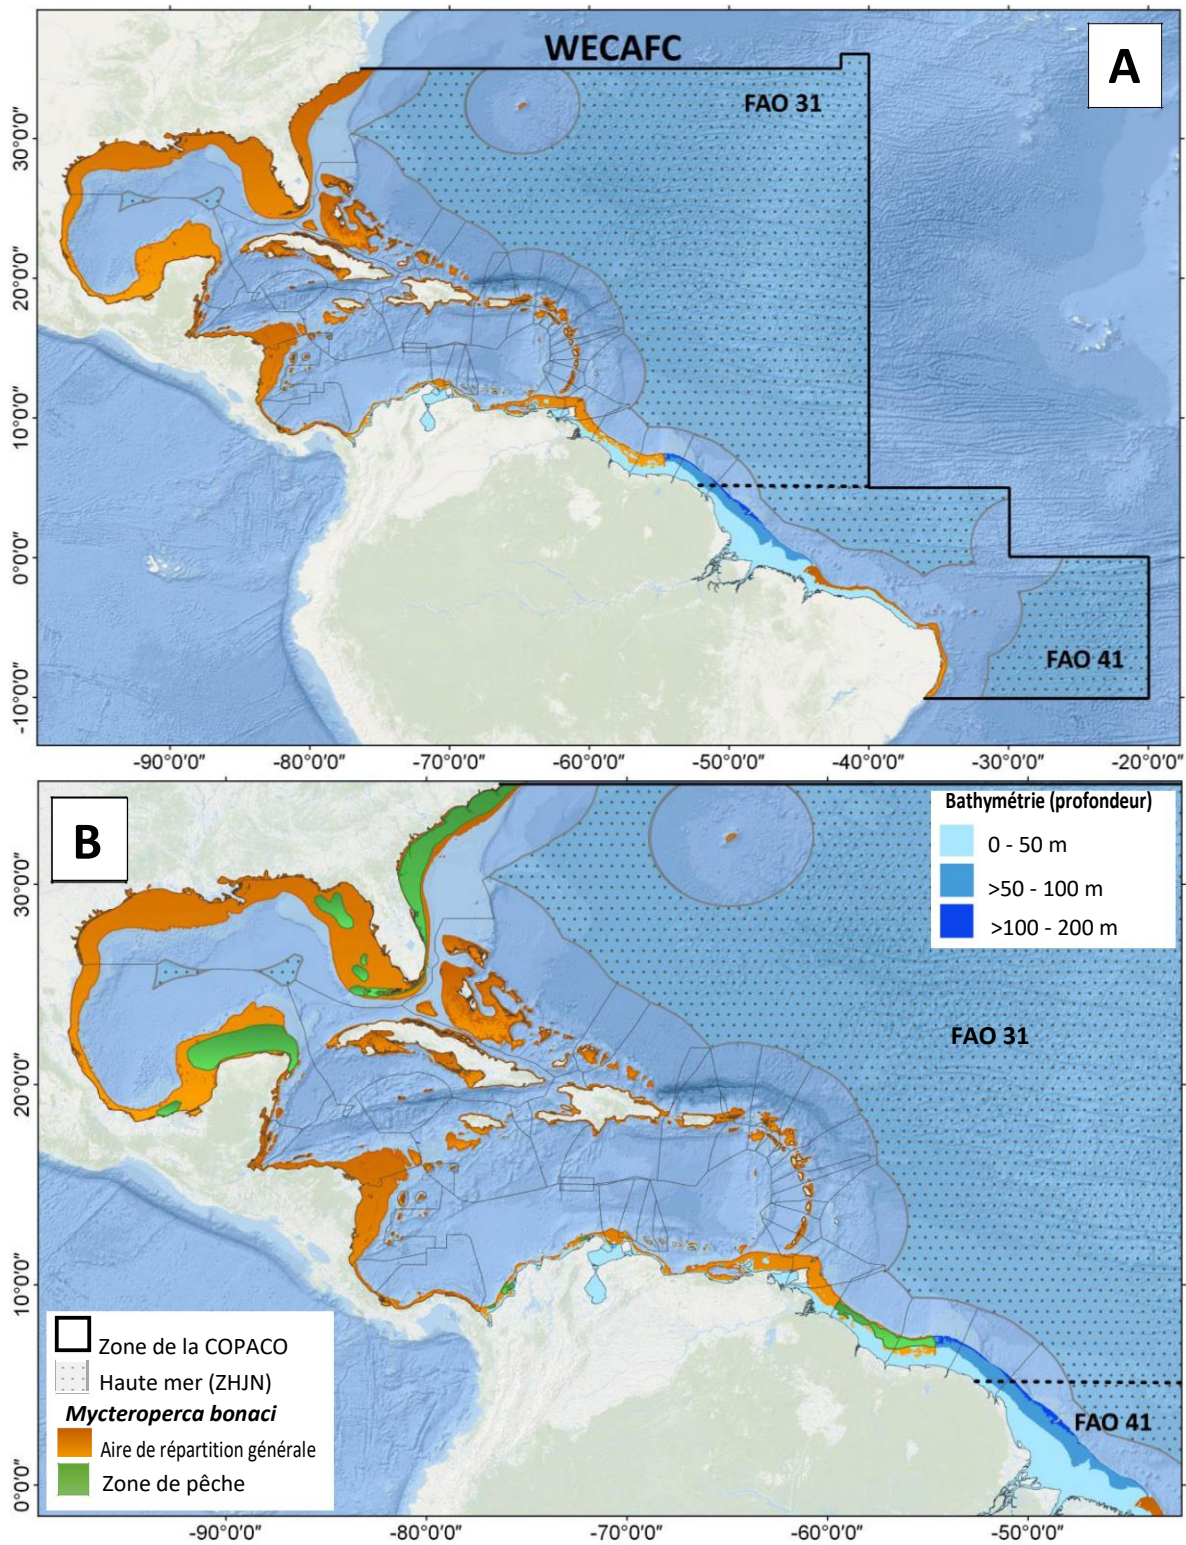 WECAFC
A
FAO 31
FAO 41
30°0'0"
20°0'0"
10°0'0"
0°0'0"
-10°0'0"
-90°0'0"
-80°0'0"
-70°0'0"
-60°0'0"
-50°0'0"
-40°0'0"
-30°0'0"
-20°0'0"
B
Bathymétrie (profondeur)
0 - 50 m
>50 - 100 m
>100 - 200 m
FAO 31
FAO 41
30°0'0"
20°0'0"
10°0'0"
0°0'0"
Zone de la COPACO
Haute mer (ZHJN)
Mycteroperca bonaci
Aire de répartition générale
Zone de pêche
-90°0'0"
-80°0'0"
-70°0'0"
-60°0'0"
-50°0'0"